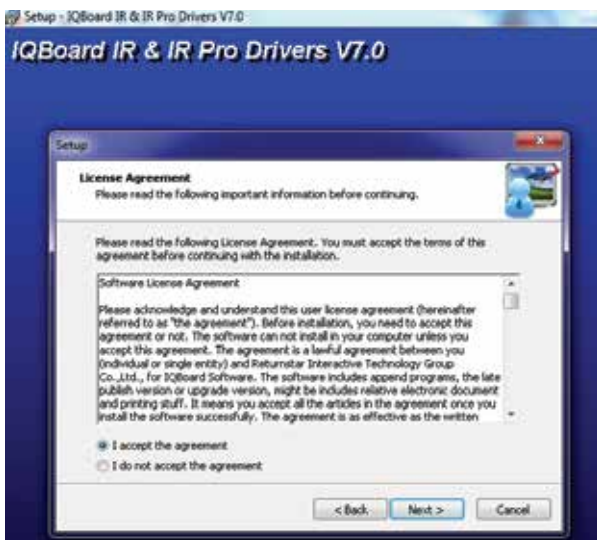 Setup - IQBoard IR & IR Pro Drivers V7.0
IQBoard IR & IR Pro Drivers V7.0
Setup
License Agreement
Please read the following important information before continuing.
Please read the following License Agreement. You must accept the terms of this
agreement before continuing with the installation.
Software License Agreement
Please acknowledge and understand this user license agreement (hereinafter
referred to as "the agreement"). Before installation, you need to accept this
agreement or not. The software can not install in your computer unless you
accept this agreement. The agreement is a lawful agreement between you
(individual or single entity) and Returnstar Interactive Technology Group
Co.,Ltd., for IQBoard Software. The software includes append programs, the late
publish version or upgrade version, might be includes relative electronic document
and printing stuff. It means you accept all the articles in the agreement once you
install the software successfully. The agreement is as effective as the written
I accept the agreement
I do not accept the agreement
< Back
Next >
Cancel